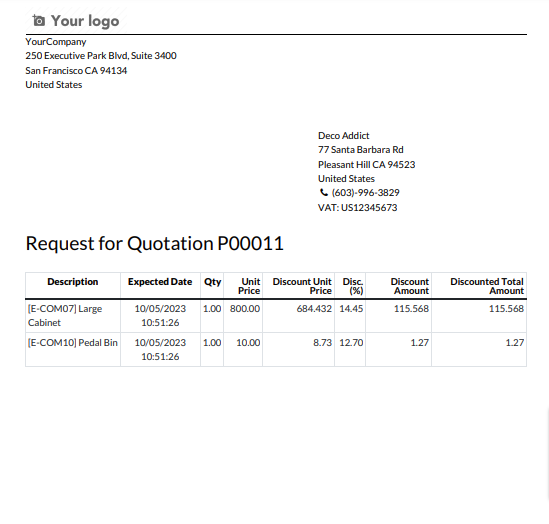 Your logo
YourCompany
250 Executive Park Blvd, Suite 3400
San Francisco CA 94134
United States
Deco Addict
77 Santa Barbara Rd
Pleasant Hill CA 94523
United States
(603)-996-3829
VAT: US12345673
Request for Quotation P00011
Description Expected Date Qty Unit Price Discount Unit Price Disc. (%) Discount Amount Discounted Total Amount
[E-COM07] Large Cabinet 10/05/2023 10:51:26 1.00 800.00 684.432 14.45 115.568 115.568
[E-COM10] Pedal Bin 10/05/2023 10:51:26 1.00 10.00 8.73 12.70 1.27 1.27